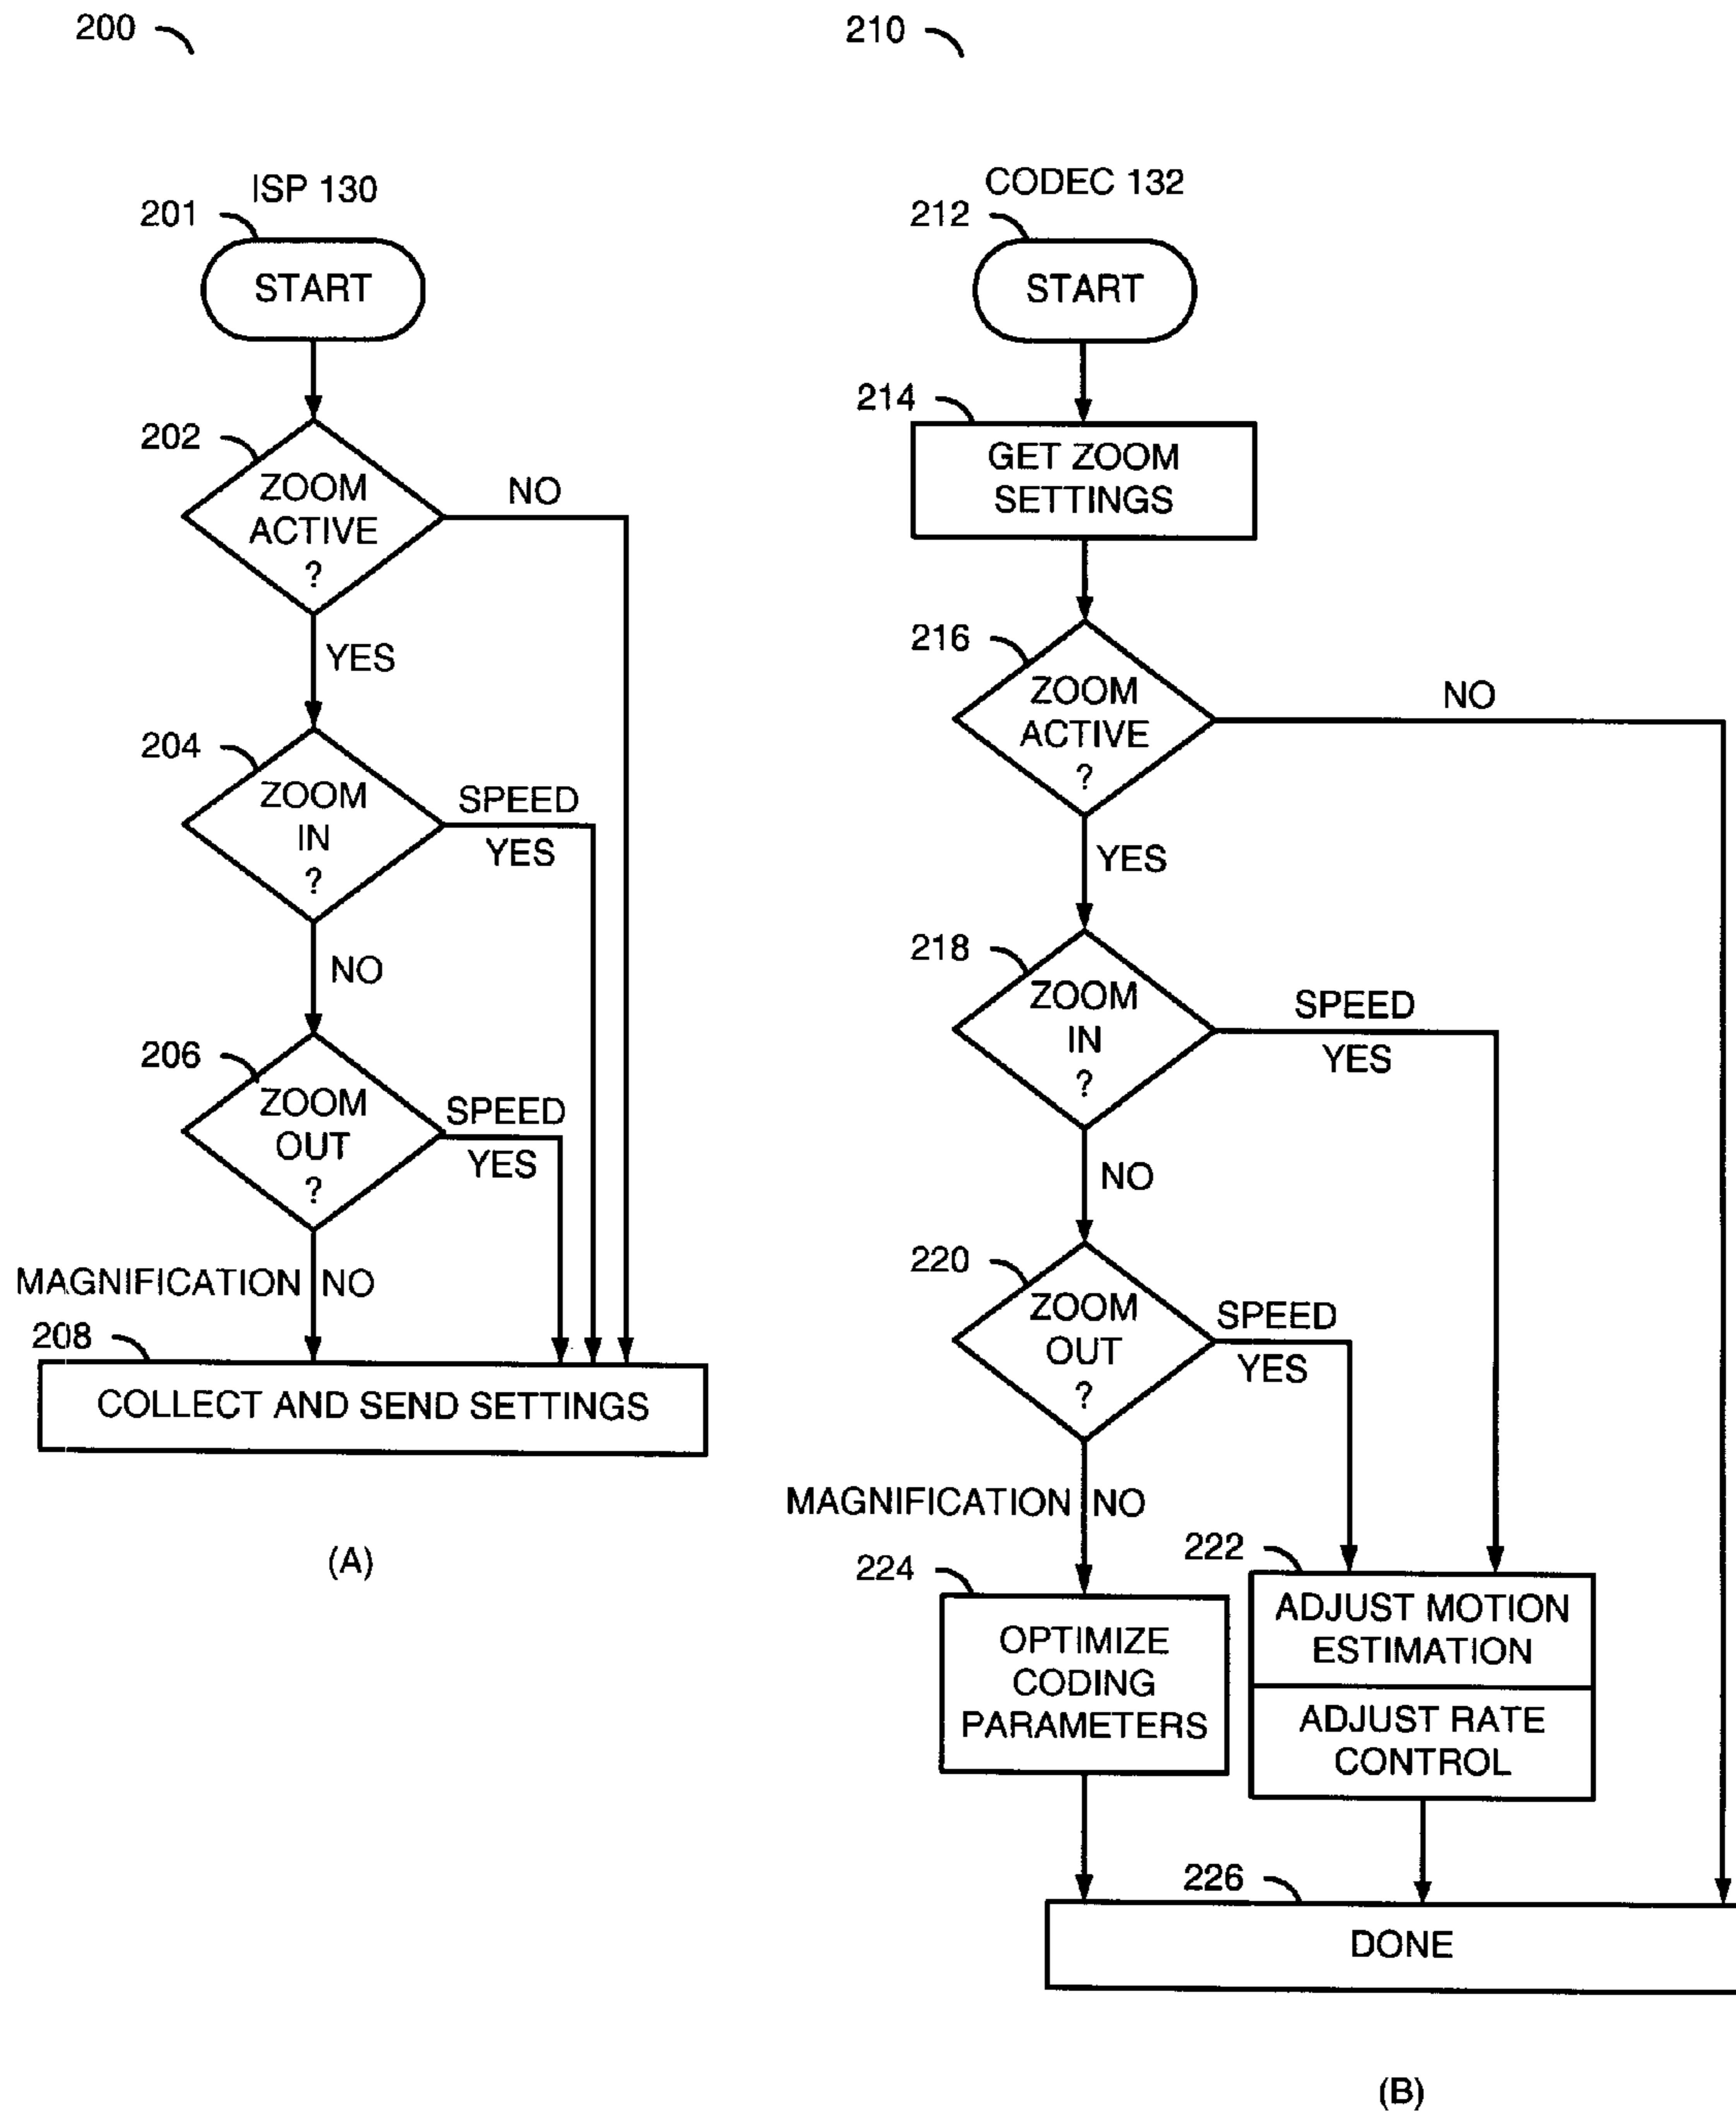 200
ISP 130
201
START
202
ZOOM
ACTIVE
?
NO
YES
204
ZOOM
IN
?
SPEED
YES
NO
206
ZOOM
OUT
?
SPEED
YES
MAGNIFICATION NO
208
COLLECT AND SEND SETTINGS
(A)
210
CODEC 132
212
START
214
GET ZOOM
SETTINGS
216
ZOOM
ACTIVE
?
NO
YES
218
ZOOM
IN
?
SPEED
YES
NO
220
ZOOM
OUT
?
SPEED
YES
MAGNIFICATION NO
224
OPTIMIZE
CODING
PARAMETERS
222
ADJUST MOTION
ESTIMATION
ADJUST RATE
CONTROL
226
DONE
(B)